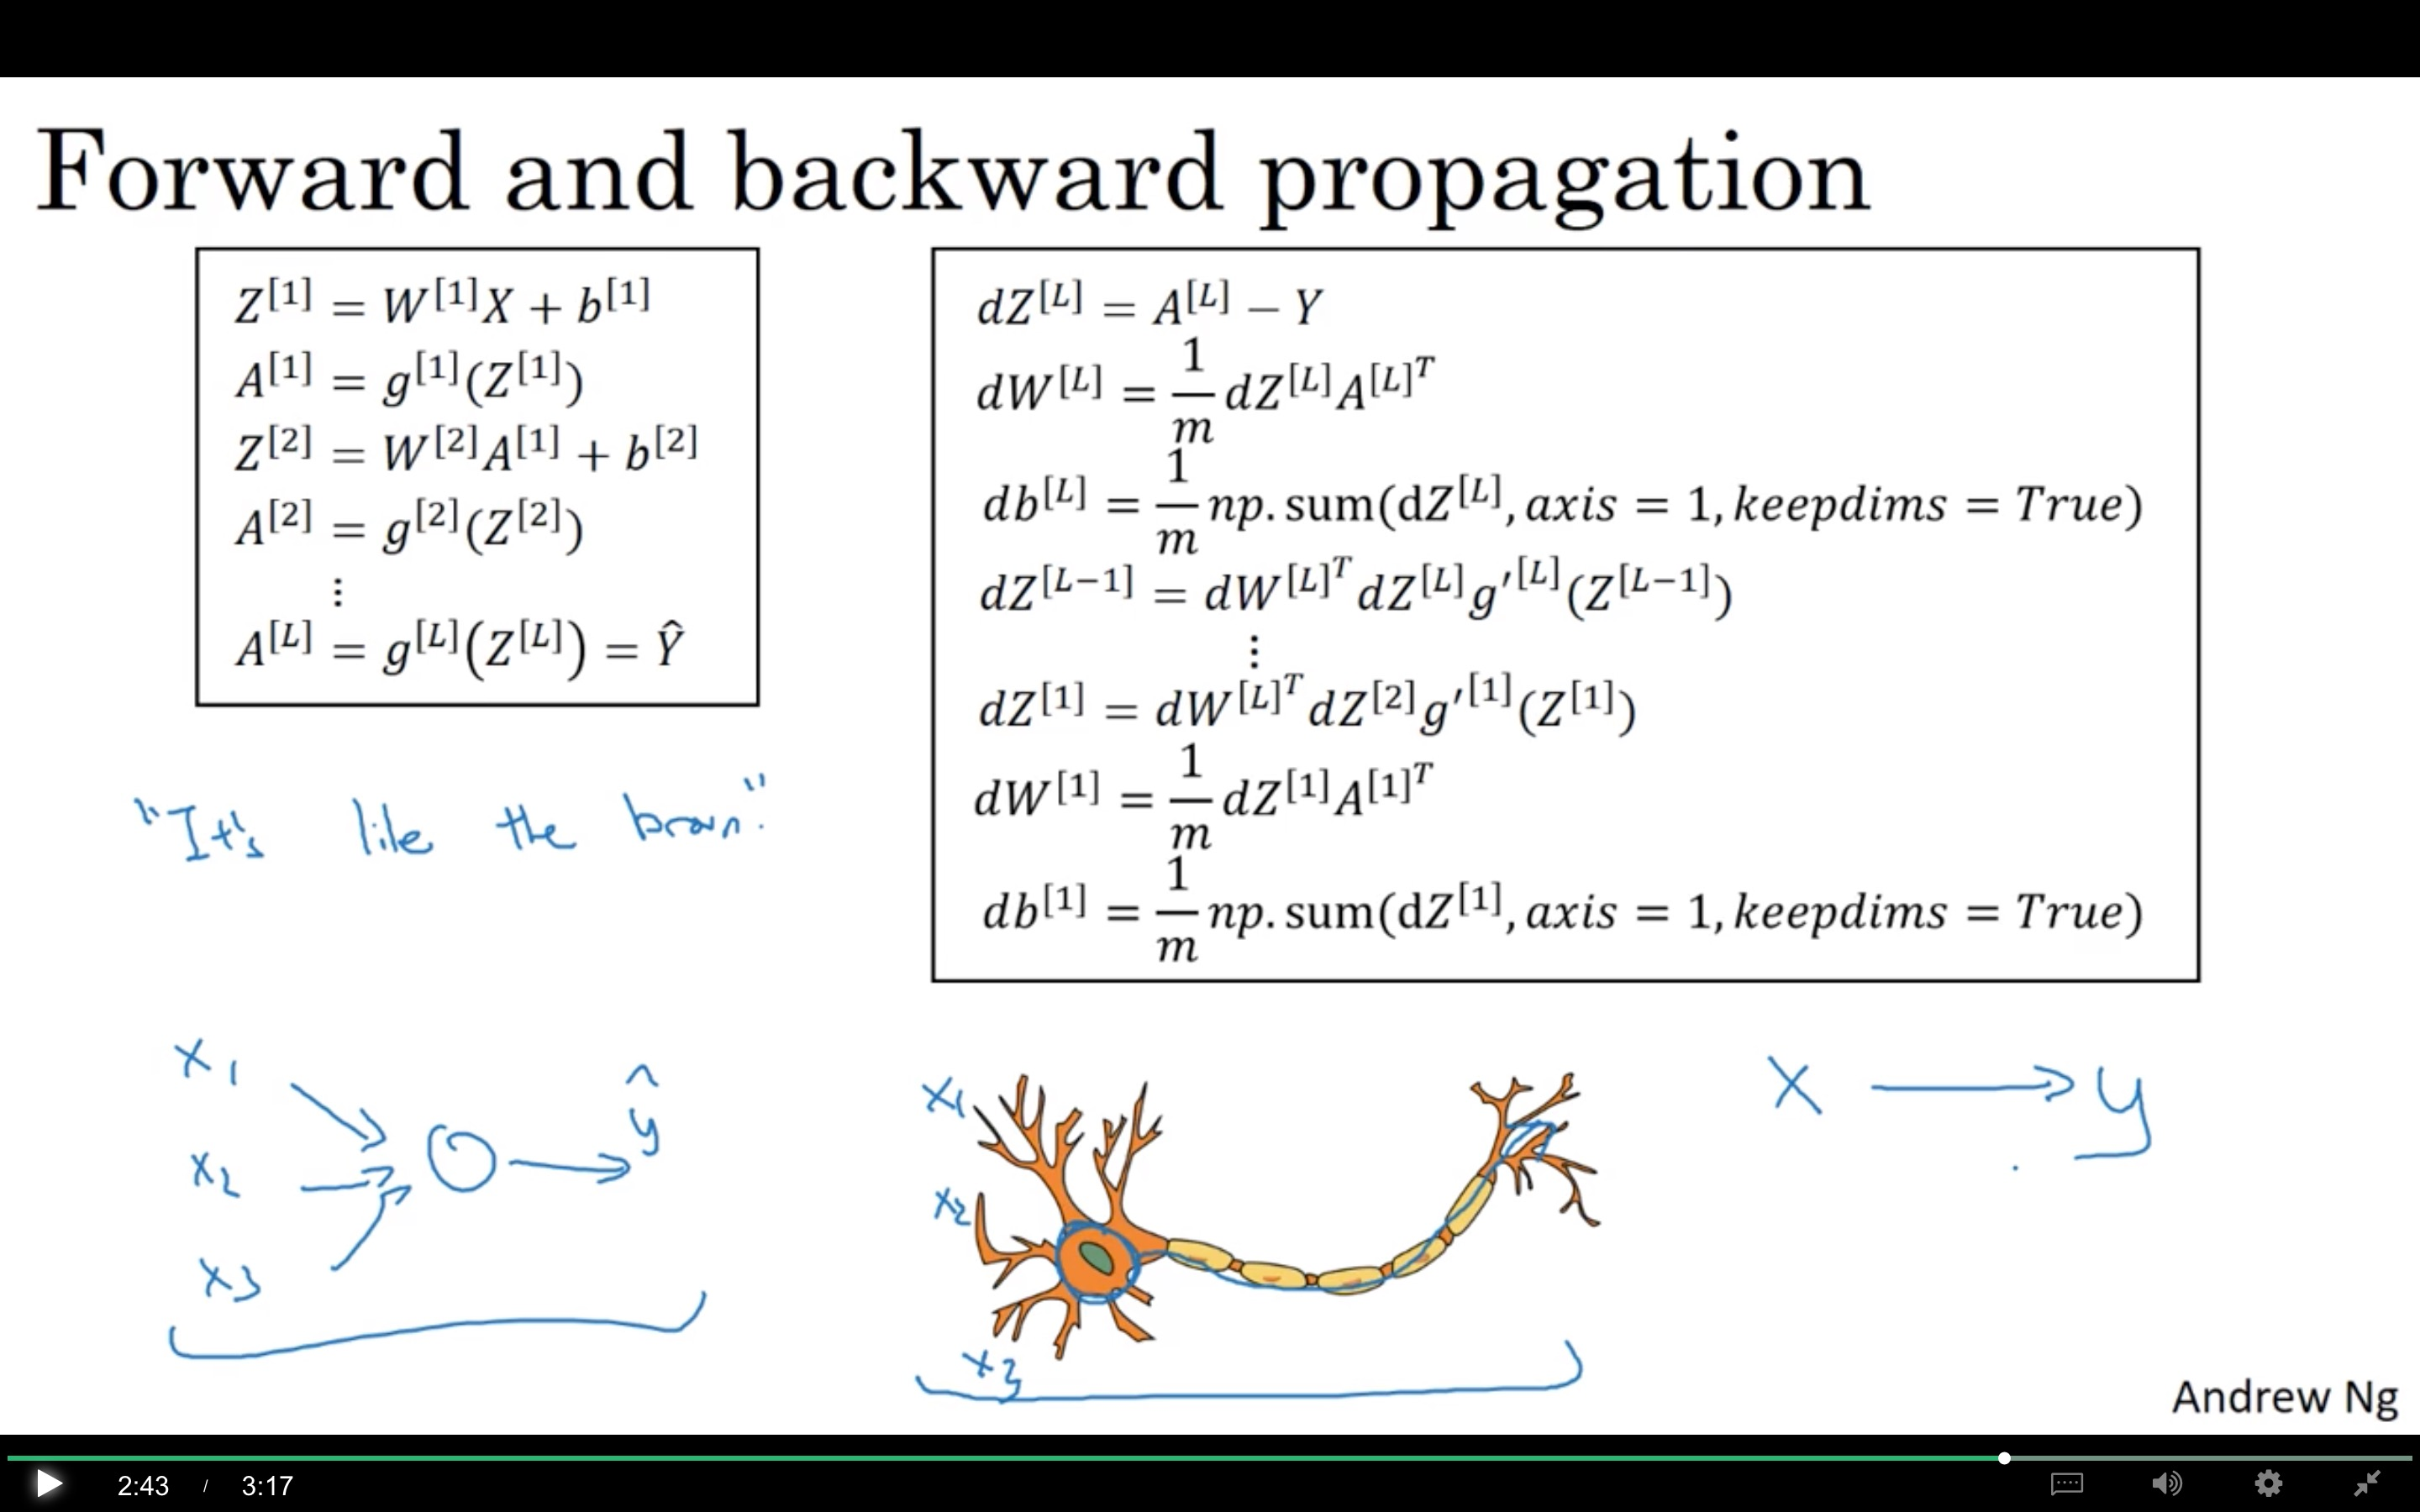 Forward and backward propagation
Z^[1] = W^[1]X + b^[1]
A^[1] = g^[1](Z^[1])
Z^[2] = W^[2]A^[1] + b^[2]
A^[2] = g^[2](Z^[2])
⋮
A^[L] = g^[L](Z^[L]) = Ŷ
dZ^[L] = A^[L] − Y
dW^[L] = 1/m dZ^[L]A^[L]^T
db^[L] = 1/m np.sum(dZ^[L], axis = 1, keepdims = True)
dZ^[L−1] = dW^[L]^T dZ^[L]g′^[L](Z^[L−1])
⋮
dZ^[1] = dW^[L]^T dZ^[2]g′^[1](Z^[1])
dW^[1] = 1/m dZ^[1]A^[1]^T
db^[1] = 1/m np.sum(dZ^[1], axis = 1, keepdims = True)
"It's like the brain."
x1
x2
x3
ŷ
x1
x2
x3
X → y
Andrew Ng
2:43 / 3:17